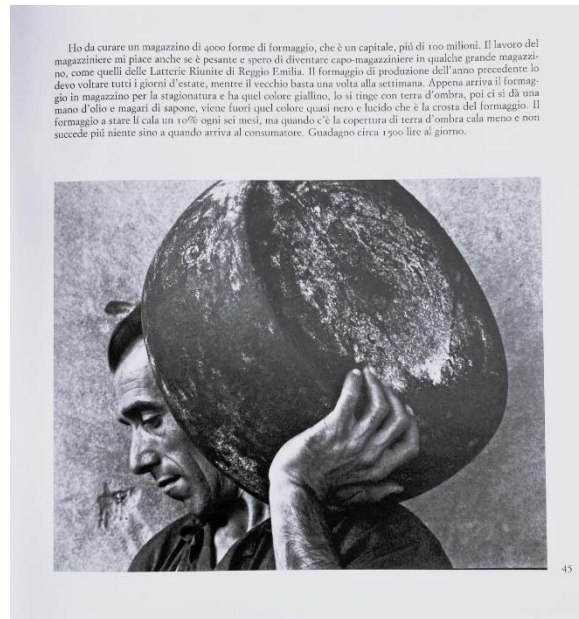 Ho da curare un magazzino di 4000 forme di formaggio, che è un capitale, piú di 100 milioni. Il lavoro del
magazziniere mi piace anche se è pesante e spero di diventare capo-magazziniere in qualche grande magazzi-
no, come quelli delle Latterie Riunite di Reggio Emilia. Il formaggio di produzione dell'anno precedente lo
devo voltare tutti i giorni d'estate, mentre il vecchio basta una volta alla settimana. Appena arriva il formag-
gio in magazzino per la stagionatura e ha quel colore giallino, lo si tinge con terra d'ombra, poi ci si dà una
mano d'olio e magari di sapone, viene fuori quel colore quasi nero e lucido che è la crosta del formaggio. Il
formaggio a stare lí cala un 10% ogni sei mesi, ma quando c'è la copertura di terra d'ombra cala meno e non
succede piú niente sino a quando arriva al consumatore. Guadagno circa 1500 lire al giorno.
45